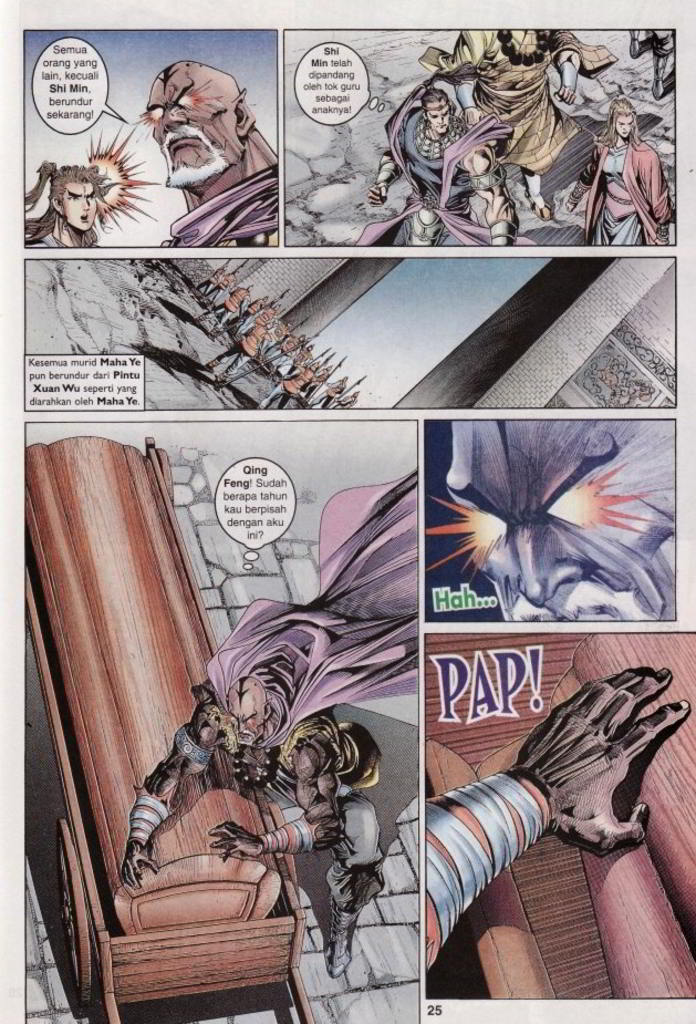 Semua
orang yang
lain, kecuali
Shi Min,
berundur
sekarang!
Shi
Min telah
dipandang
oleh tok guru
sebagai
anaknya!
Kesemua murid Maha Ye
pun berundur dari Pintu
Xuan Wu seperti yang
diarahkan oleh Maha Ye.
Qing
Feng! Sudah
berapa tahun
kau berpisah
dengan aku
ini?
Hah...
PAP!
25